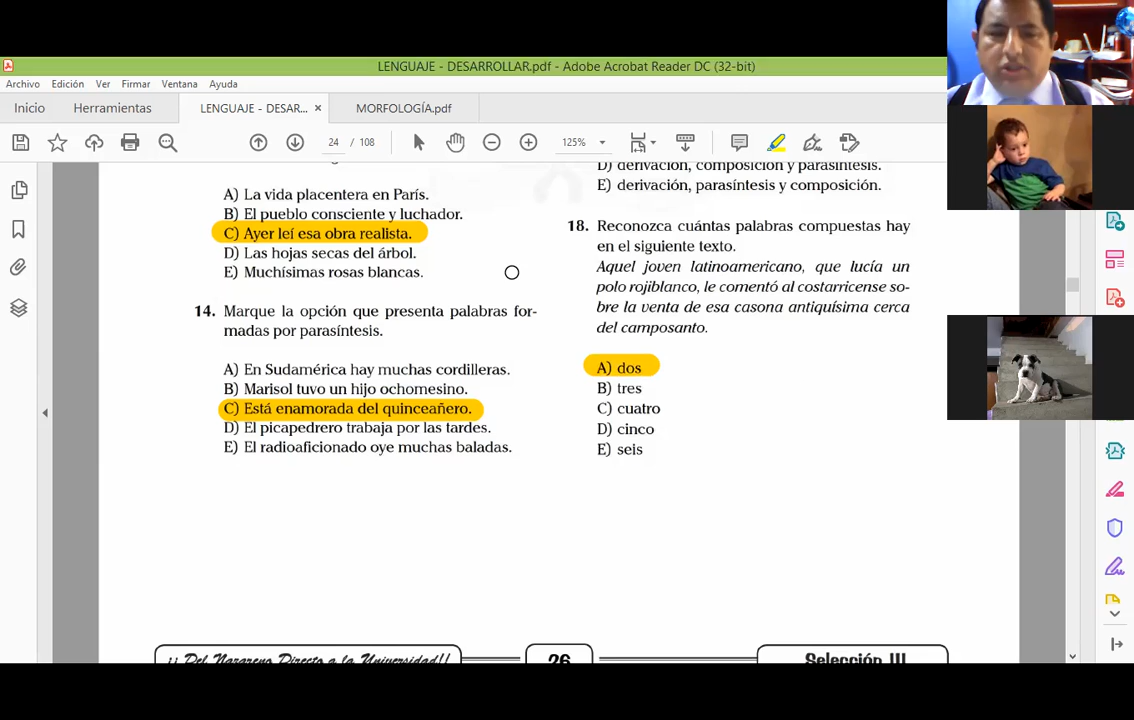 LENGUAJE - DESARROLLAR.pdf - Adobe Acrobat Reader DC (32-bit)
Archivo Edición Ver Firmar Ventana Ayuda
Inicio Herramientas LENGUAJE - DESAR... × MORFOLOGÍA.pdf
24 / 108 125%
A) La vida placentera en París.
B) El pueblo consciente y luchador.
C) Ayer leí esa obra realista.
D) Las hojas secas del árbol.
E) Muchísimas rosas blancas.
14. Marque la opción que presenta palabras for-
madas por parasíntesis.
A) En Sudamérica hay muchas cordilleras.
B) Marisol tuvo un hijo ochomesino.
C) Está enamorada del quinceañero.
D) El picapedrero trabaja por las tardes.
E) El radioaficionado oye muchas baladas.
D) derivación, composición y parasíntesis.
E) derivación, parasíntesis y composición.
18. Reconozca cuántas palabras compuestas hay
en el siguiente texto.
Aquel joven latinoamericano, que lucía un
polo rojiblanco, le comentó al costarricense so-
bre la venta de esa casona antiquísima cerca
del camposanto.
A) dos
B) tres
C) cuatro
D) cinco
E) seis
¡¡Del Nazareno Directo a la Universidad!! 26 Selección III